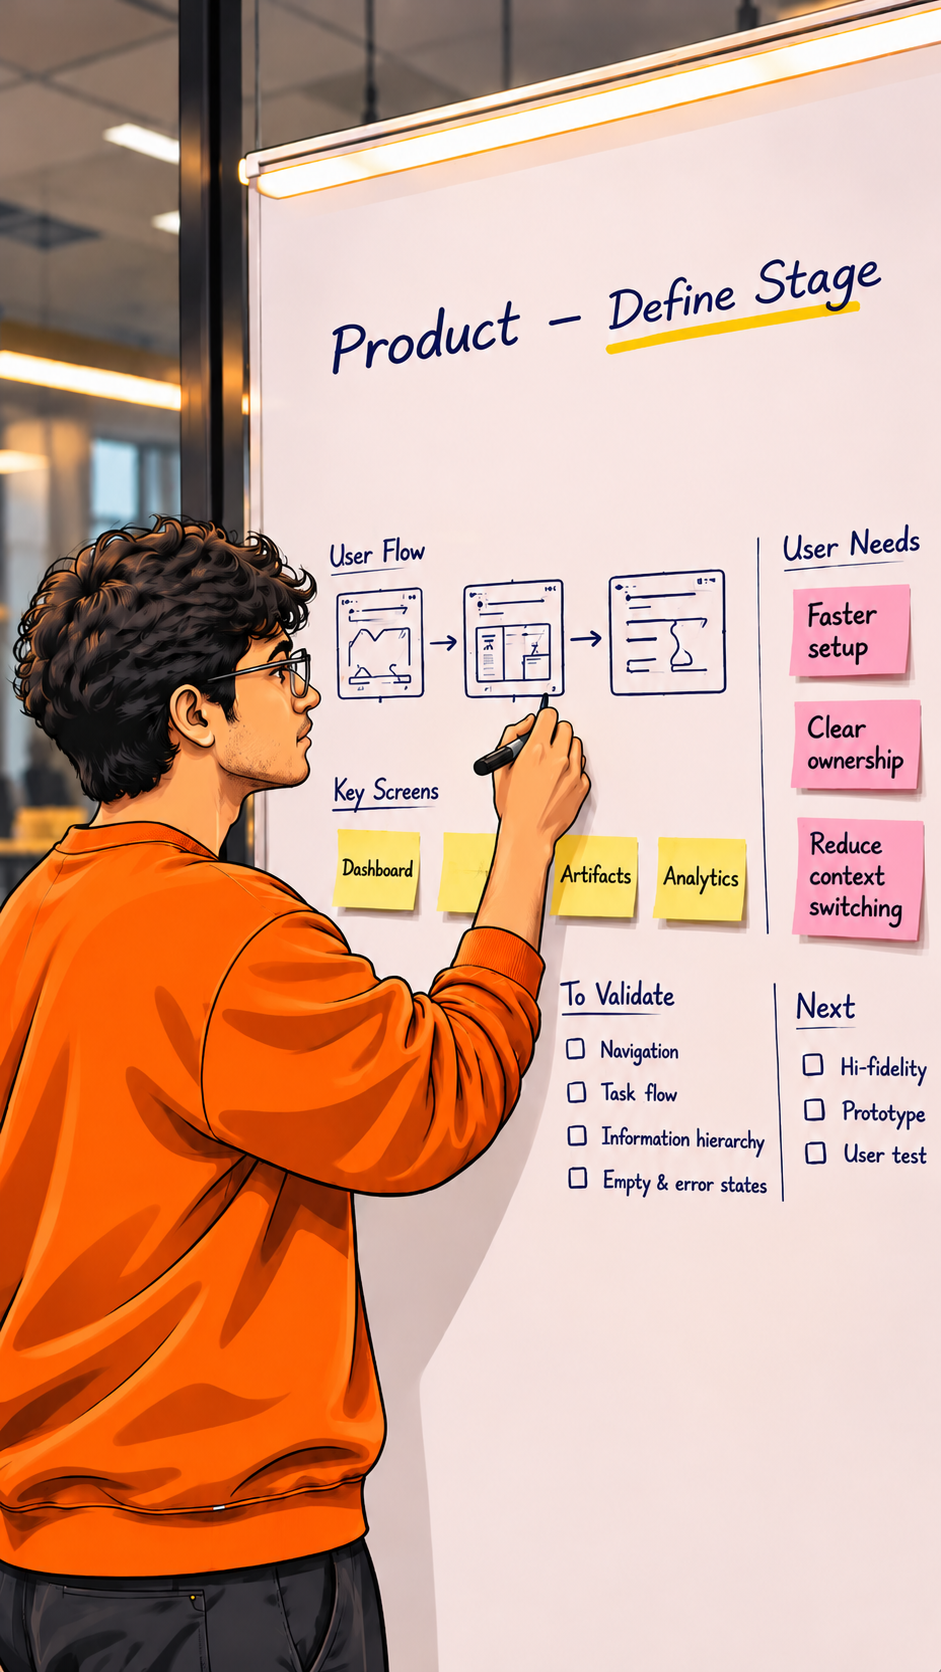 Product – Define Stage
User Flow
Key Screens
Dashboard
Artifacts
Analytics
User Needs
Faster
setup
Clear
ownership
Reduce
context
switching
To Validate
Navigation
Task flow
Information hierarchy
Empty & error states
Next
Hi-fidelity
Prototype
User test